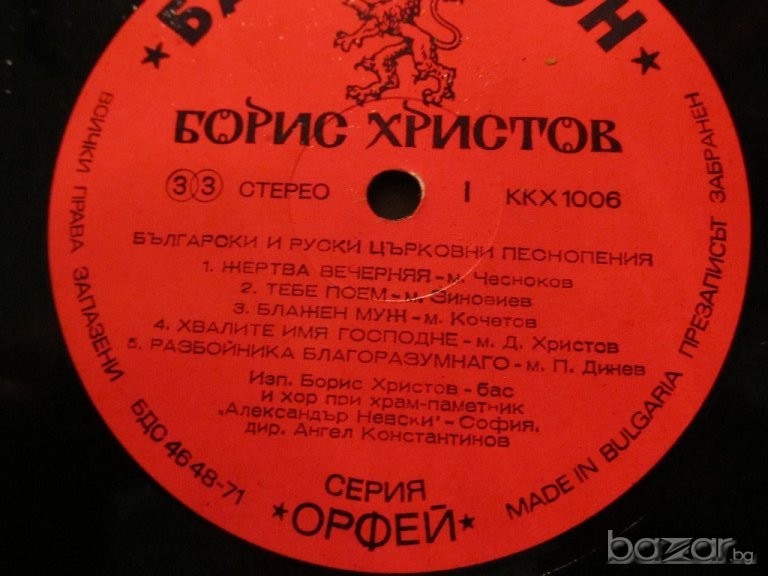 БОРИС ХРИСТОВ
33 СТЕРЕО I ККХ 1006
БЪЛГАРСКИ И РУСКИ ЦЪРКОВНИ ПЕСНОПЕНИЯ
1. ЖЕРТВА ВЕЧЕРНЯЯ – м. Чесноков
2. ТЕБЕ ПОЕМ – м. Зиновиев
3. БЛАЖЕН МУЖ – м. Кочетов
4. ХВАЛИТЕ ИМЯ ГОСПОДНЕ – м. Д. Христов
5. РАЗБОЙНИКА БЛАГОРАЗУМНАГО – м. П. Динев
Изп. Борис Христов – бас
и хор при храм-паметник
„Александър Невски" – София,
дир. Ангел Константинов
СЕРИЯ
*ОРФЕЙ*
ВСИЧКИ ПРАВА ЗАПАЗЕНИ БДС 4648-71
MADE IN BULGARIA ПРЕЗАПИСЪТ ЗАБРАНЕН
bazar.bg